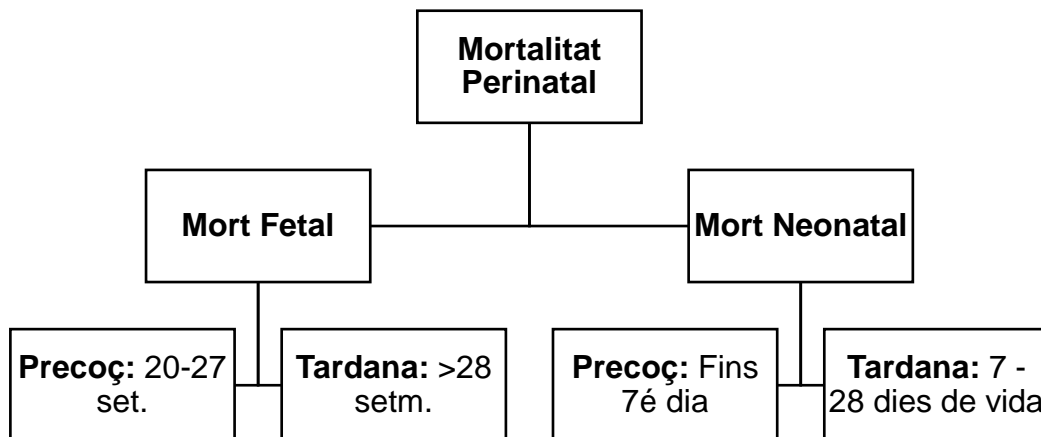 Mortalitat
Perinatal
Mort Fetal
Mort Neonatal
Precoç: 20-27
set.
Tardana: >28
setm.
Precoç: Fins
7é dia
Tardana: 7 -
28 dies de vida